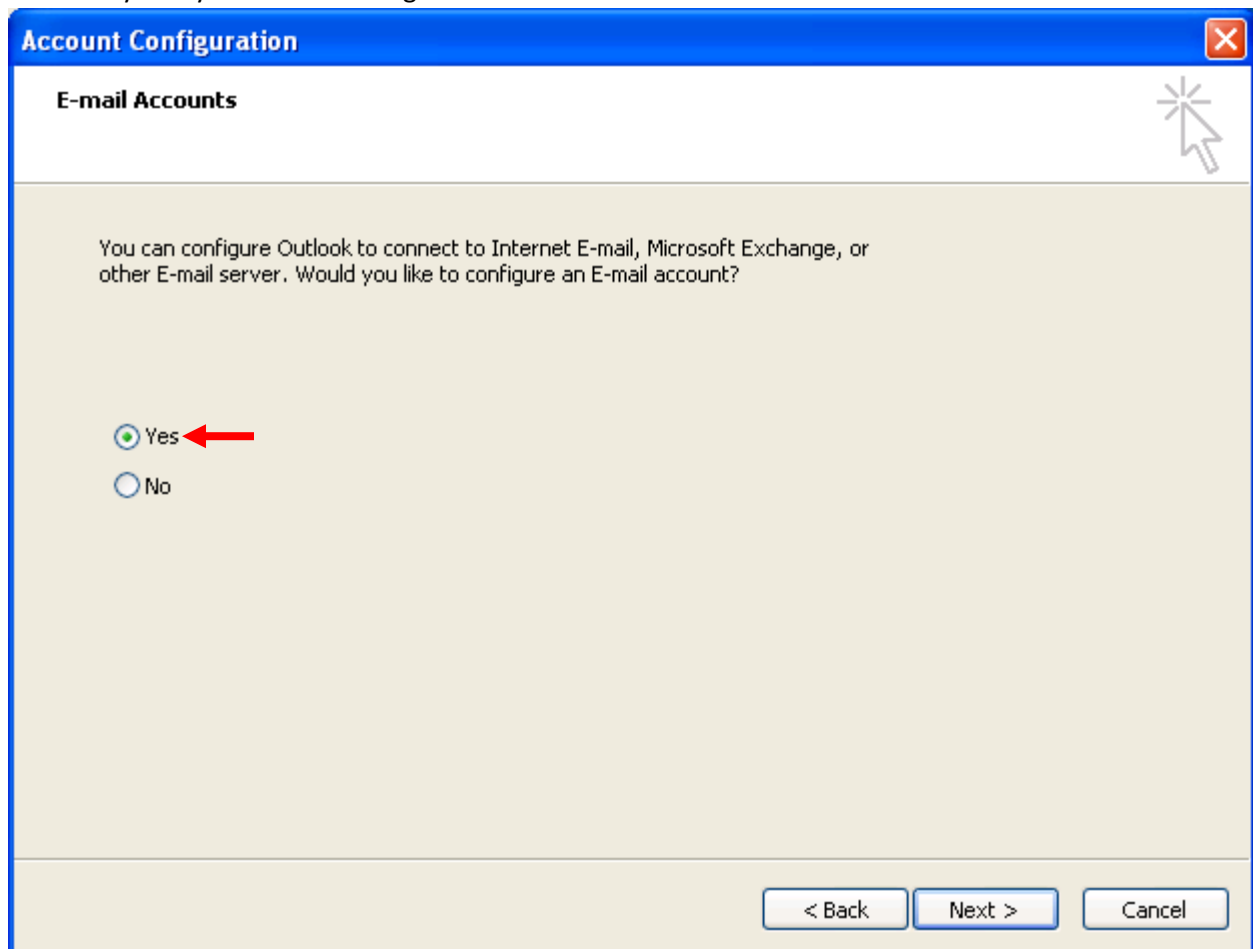 Account Configuration
E-mail Accounts
You can configure Outlook to connect to Internet E-mail, Microsoft Exchange, or
other E-mail server. Would you like to configure an E-mail account?
Yes
No
< Back Next > Cancel